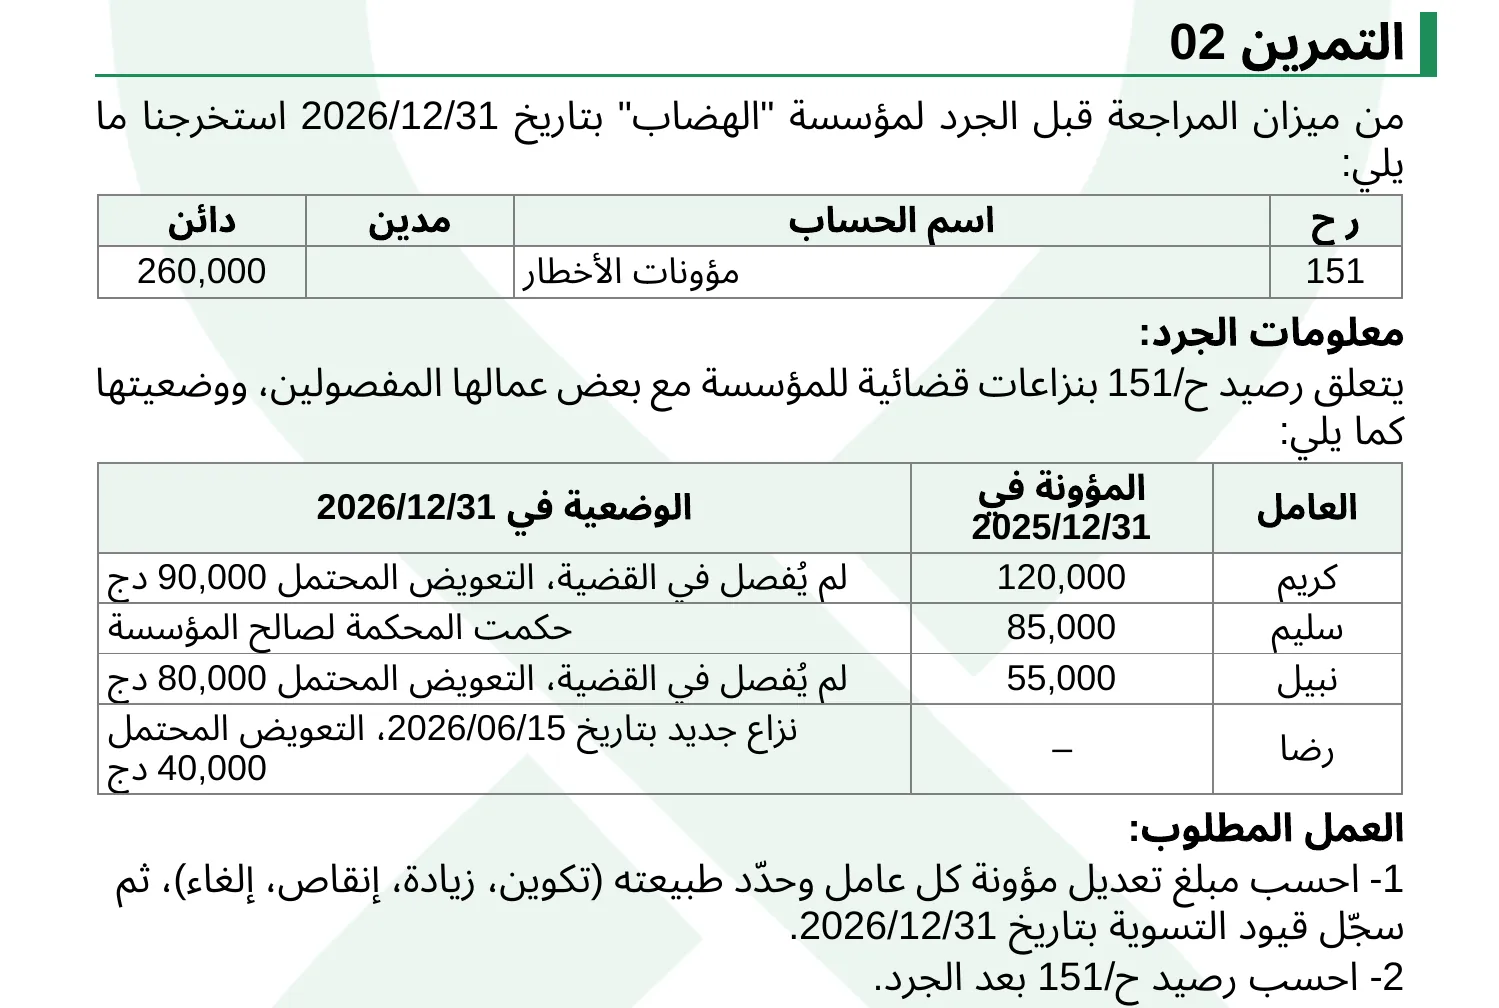 التمرين 02
من ميزان المراجعة قبل الجرد لمؤسسة "الهضاب" بتاريخ 2026/12/31 استخرجنا ما
يلي:
ر ح اسم الحساب مدين دائن
151 مؤونات الأخطار 260,000
معلومات الجرد:
يتعلق رصيد ح/151 بنزاعات قضائية للمؤسسة مع بعض عمالها المفصولين، ووضعيتها
كما يلي:
العامل المؤونة في 2025/12/31 الوضعية في 2026/12/31
كريم 120,000 لم يُفصل في القضية، التعويض المحتمل 90,000 دج
سليم 85,000 حكمت المحكمة لصالح المؤسسة
نبيل 55,000 لم يُفصل في القضية، التعويض المحتمل 80,000 دج
رضا – نزاع جديد بتاريخ 2026/06/15، التعويض المحتمل
40,000 دج
العمل المطلوب:
1- احسب مبلغ تعديل مؤونة كل عامل وحدّد طبيعته (تكوين، زيادة، إنقاص، إلغاء)، ثم
سجّل قيود التسوية بتاريخ 2026/12/31.
2- احسب رصيد ح/151 بعد الجرد.